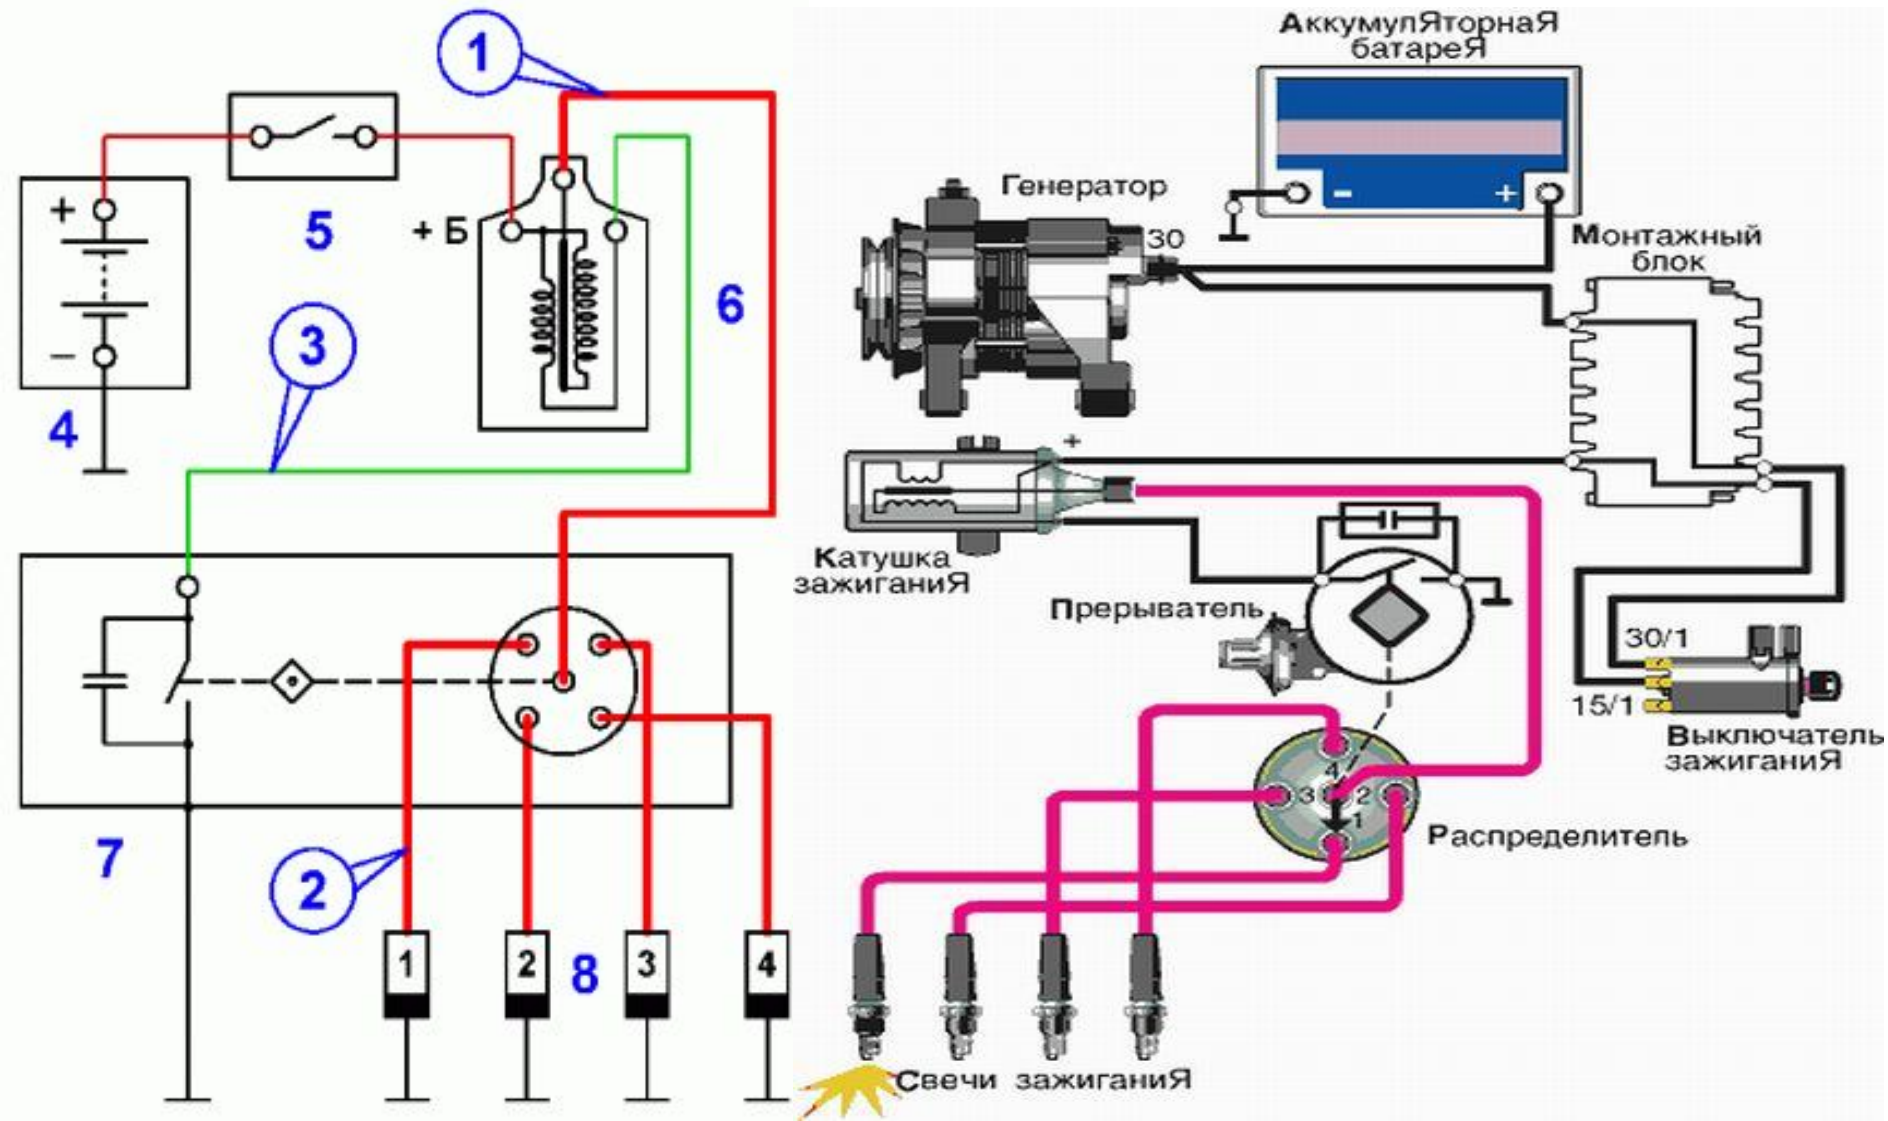 1
+
5
+ Б
6
3
−
4
7
2
1
2
8
3
4
АккумулЯторнаЯ
батареЯ
Генератор
30
-
+
Монтажный
блок
+
Катушка
зажиганиЯ
Прерыватель
30/1
15/1
Выключатель
зажиганиЯ
4
3
2
1
Распределитель
Свечи зажиганиЯ